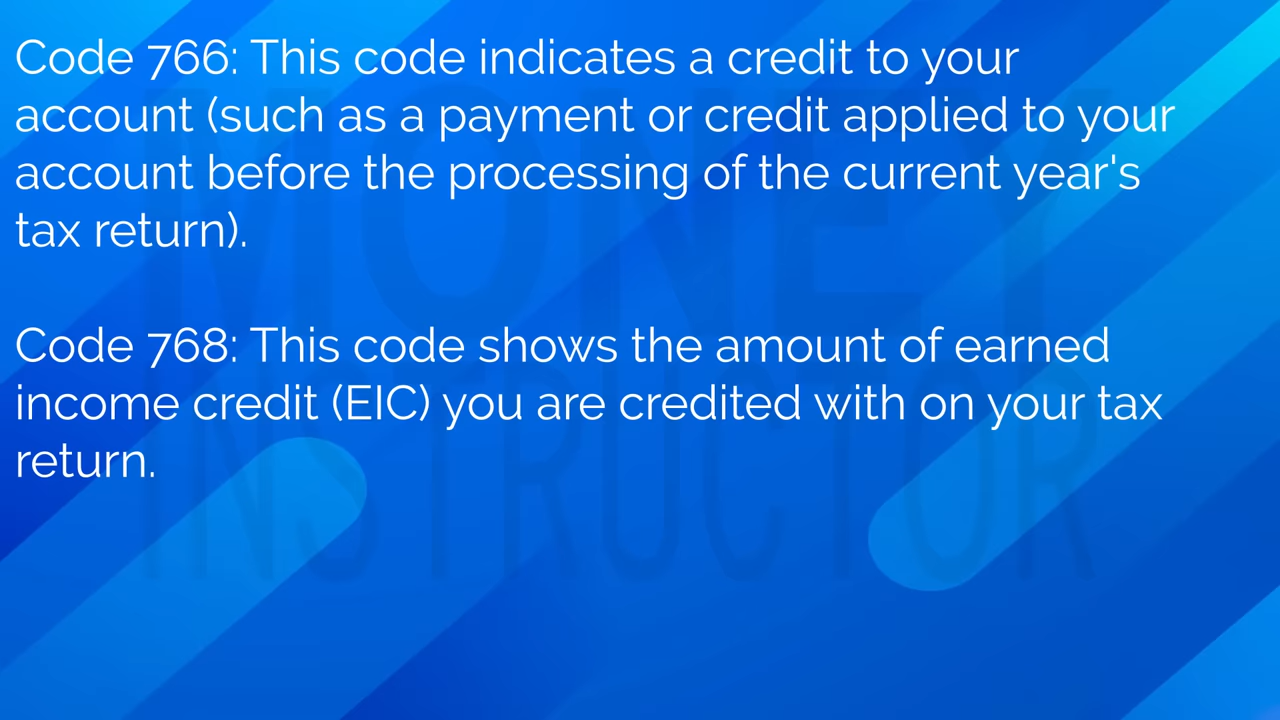 Code 766: This code indicates a credit to your
account (such as a payment or credit applied to your
account before the processing of the current year's
tax return).
Code 768: This code shows the amount of earned
income credit (EIC) you are credited with on your tax
return.
MONEY
INSTRUCTOR